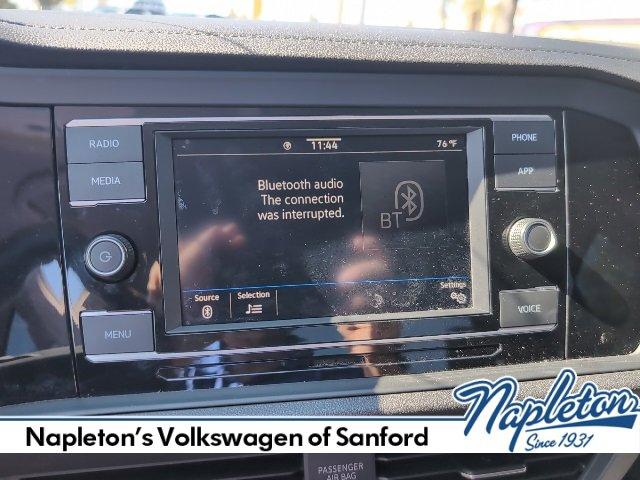 RADIO
MEDIA
MENU
11:44
76°F
Bluetooth audio
The connection
was interrupted.
BT
Source
Selection
Settings
PHONE
APP
VOICE
Napleton's Volkswagen of Sanford
Napleton
Since 1931
PASSENGER
AIR BAG